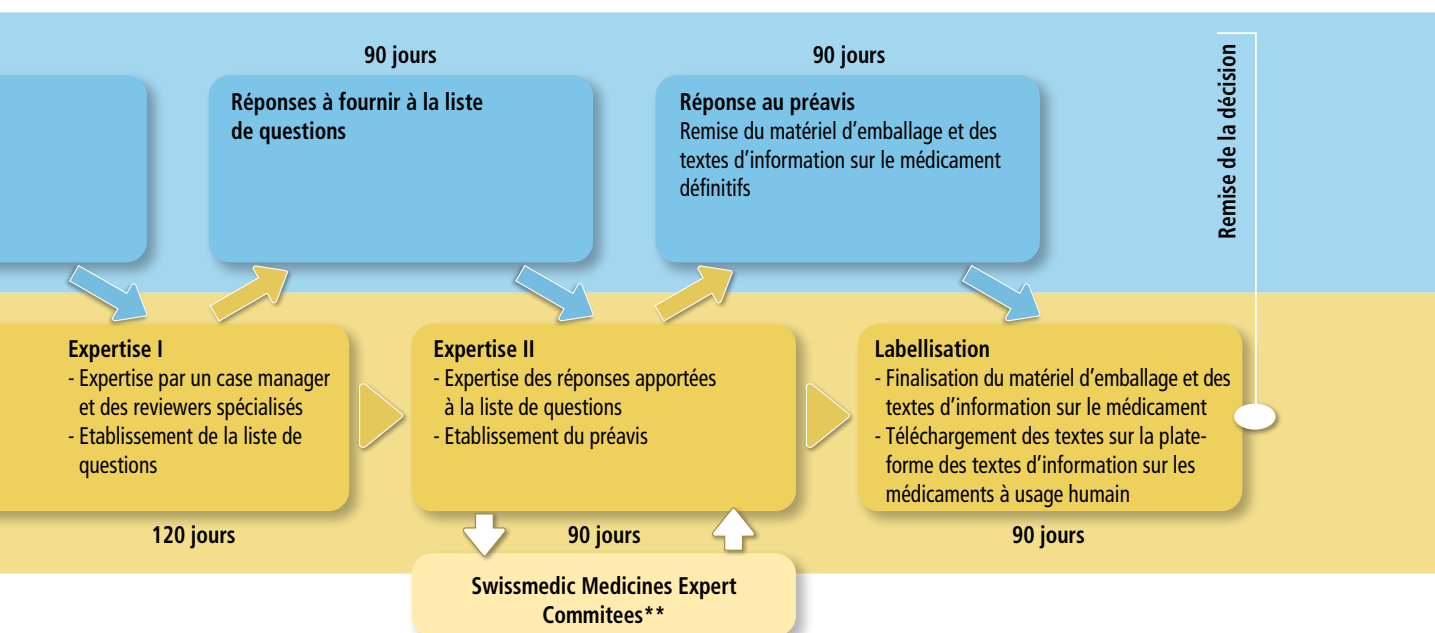 90 jours
Réponses à fournir à la liste
de questions
90 jours
Réponse au préavis
Remise du matériel d’emballage et des
textes d’information sur le médicament
définitifs
Remise de la décision
Expertise I
- Expertise par un case manager
et des reviewers spécialisés
- Etablissement de la liste de
questions
120 jours
Expertise II
- Expertise des réponses apportées
à la liste de questions
- Etablissement du préavis
90 jours
Swissmedic Medicines Expert
Commitees**
Labellisation
- Finalisation du matériel d’emballage et des
textes d’information sur le médicament
- Téléchargement des textes sur la plate-
forme des textes d’information sur les
médicaments à usage humain
90 jours